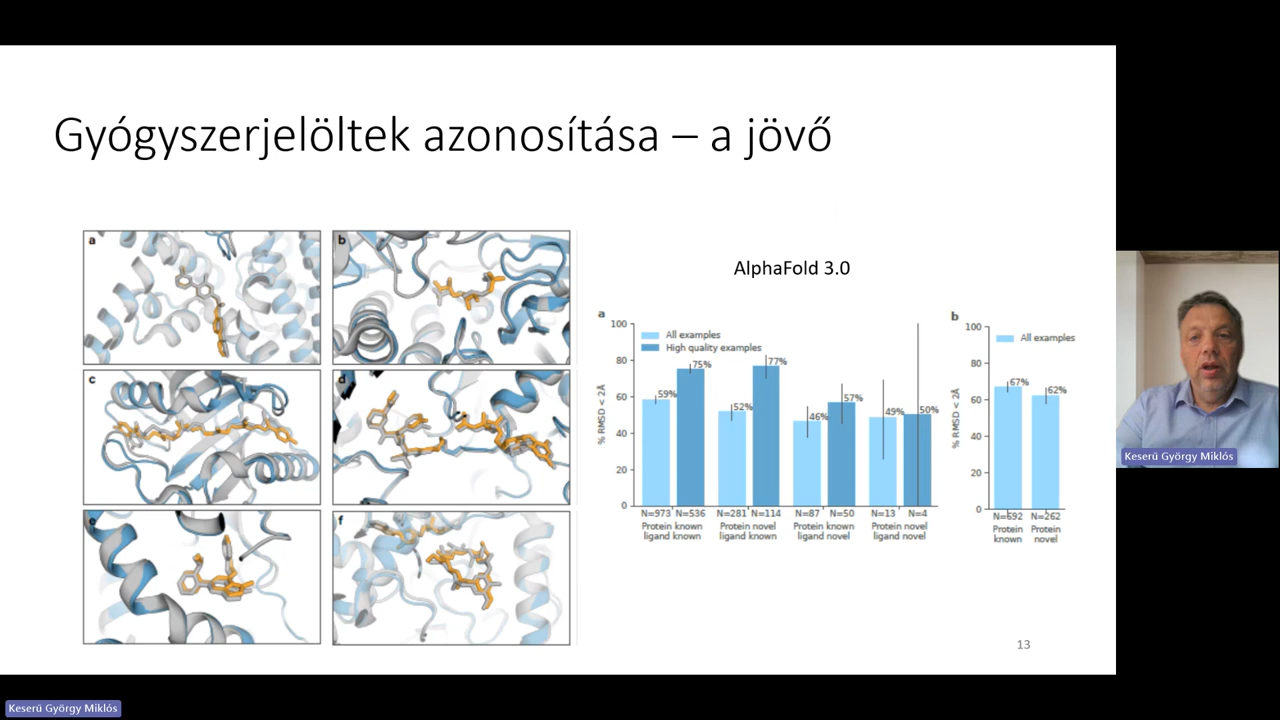 Gyógyszerjelöltek azonosítása – a jövő
a
b
c
d
e
f
AlphaFold 3.0
a
100
80
60
40
20
0
% RMSD < 2Å
All examples
High quality examples
59%
75%
52%
77%
46%
57%
49%
50%
N=973 N=536
Protein known
ligand known
N=281 N=114
Protein novel
ligand known
N=87 N=50
Protein known
ligand novel
N=13 N=4
Protein novel
ligand novel
b
100
80
60
40
20
0
% RMSD < 2Å
All examples
67%
62%
N=692 N=262
Protein
known
Protein
novel
13
Keserű György Miklós
Keserű György Miklós